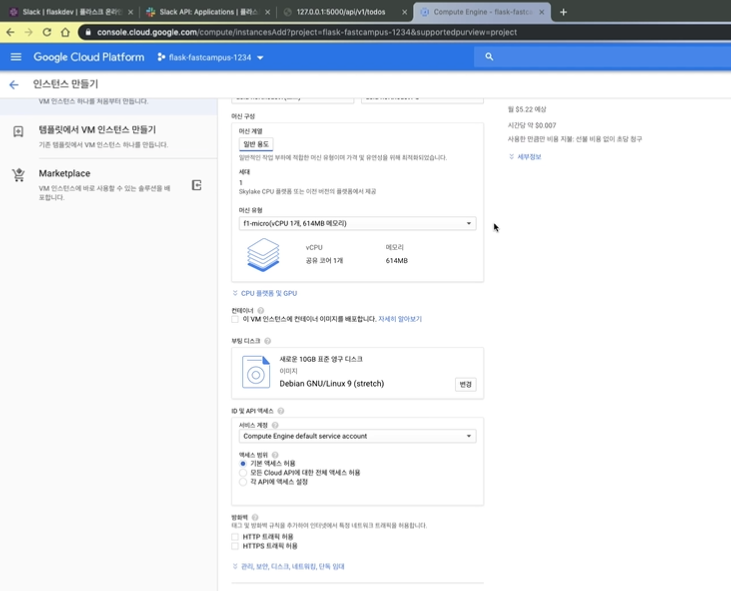 Slack | flaskdev | 플라스크 온라인
Slack API: Applications | 플라스
127.0.0.1:5000/api/v1/todos
Compute Engine - flask-fastc
console.cloud.google.com/compute/instancesAdd?project=flask-fastcampus-1234&supportedpurview=project
Google Cloud Platform
flask-fastcampus-1234
인스턴스 만들기
VM 인스턴스 하나를 처음부터 만듭니다.
템플릿에서 VM 인스턴스 만들기
기존 템플릿에서 VM 인스턴스 하나를 만듭니다.
Marketplace
VM 인스턴스에 바로 사용할 수 있는 솔루션을 배
포합니다.
머신 구성
머신 계열
일반 용도
일반적인 작업 부하에 적합한 머신 유형이며 가격 및 유연성을 위해 최적화되었습니다.
세대
1
Skylake CPU 플랫폼 또는 이전 버전의 플랫폼에서 제공
머신 유형
f1-micro(vCPU 1개, 614MB 메모리)
vCPU
메모리
공유 코어 1개
614MB
CPU 플랫폼 및 GPU
컨테이너
이 VM 인스턴스에 컨테이너 이미지를 배포합니다. 자세히 알아보기
부팅 디스크
새로운 10GB 표준 영구 디스크
이미지
Debian GNU/Linux 9 (stretch)
변경
ID 및 API 액세스
서비스 계정
Compute Engine default service account
액세스 범위
기본 액세스 허용
모든 Cloud API에 대한 전체 액세스 허용
각 API에 액세스 설정
방화벽
태그 및 방화벽 규칙을 추가하여 인터넷에서 특정 네트워크 트래픽을 허용합니다.
HTTP 트래픽 허용
HTTPS 트래픽 허용
관리, 보안, 디스크, 네트워킹, 단독 임대
월 $5.22 예상
시간당 약 $0.007
사용한 만큼만 비용 지불: 선불 비용 없이 초당 청구
세부정보